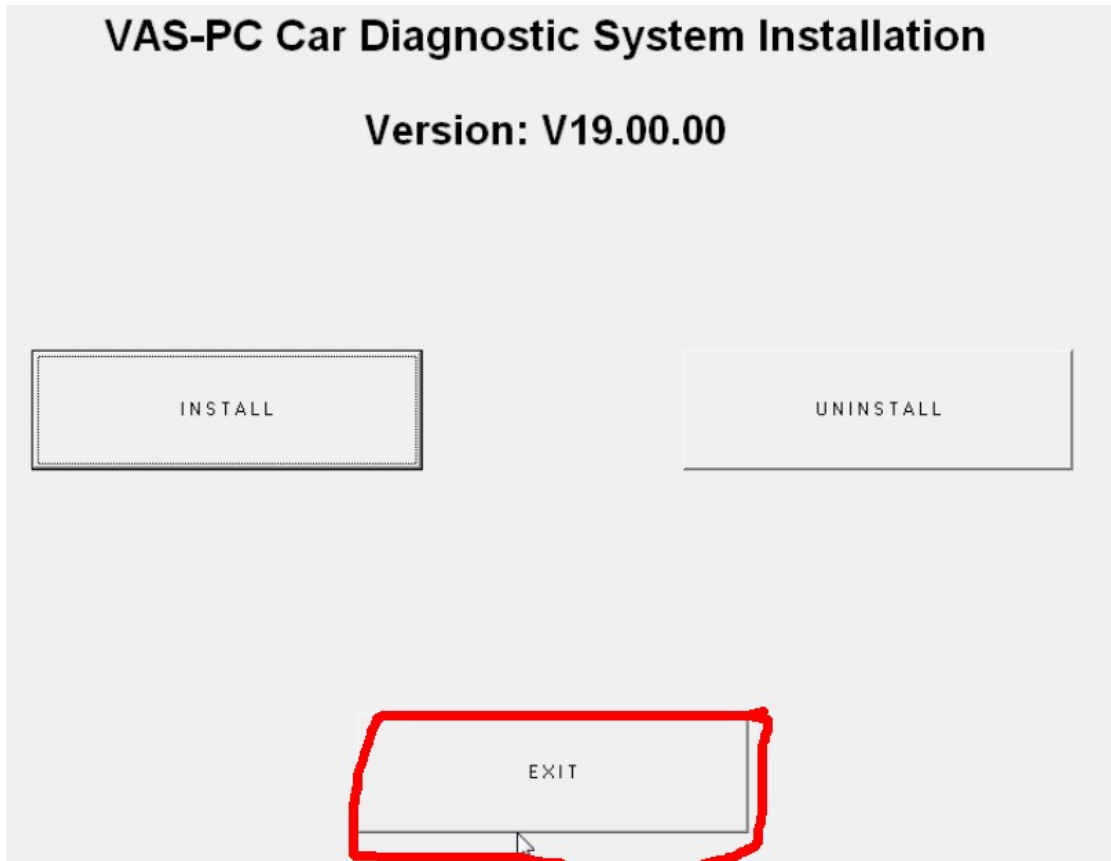 VAS-PC Car Diagnostic System Installation
Version: V19.00.00
INSTALL
UNINSTALL
EXIT